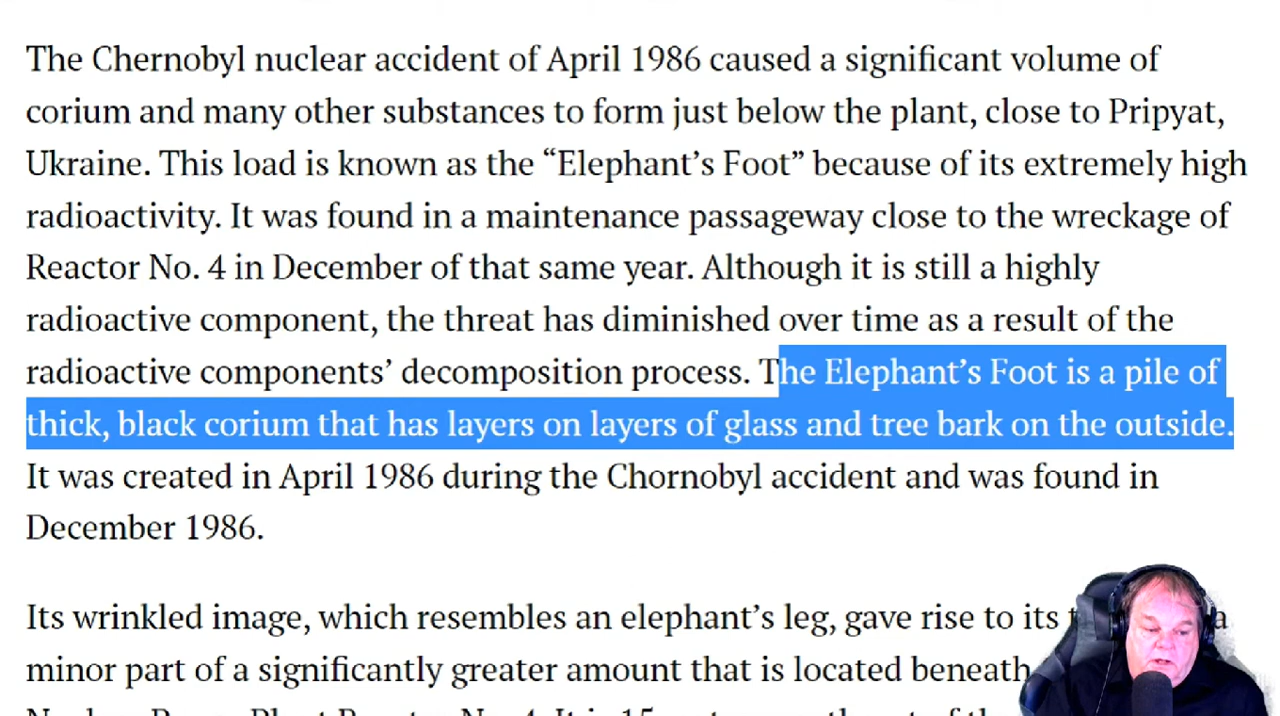 The Chernobyl nuclear accident of April 1986 caused a significant volume of
corium and many other substances to form just below the plant, close to Pripyat,
Ukraine. This load is known as the “Elephant’s Foot” because of its extremely high
radioactivity. It was found in a maintenance passageway close to the wreckage of
Reactor No. 4 in December of that same year. Although it is still a highly
radioactive component, the threat has diminished over time as a result of the
radioactive components’ decomposition process. The Elephant’s Foot is a pile of
thick, black corium that has layers on layers of glass and tree bark on the outside.
It was created in April 1986 during the Chornobyl accident and was found in
December 1986.
Its wrinkled image, which resembles an elephant’s leg, gave rise to its a
minor part of a significantly greater amount that is located beneath